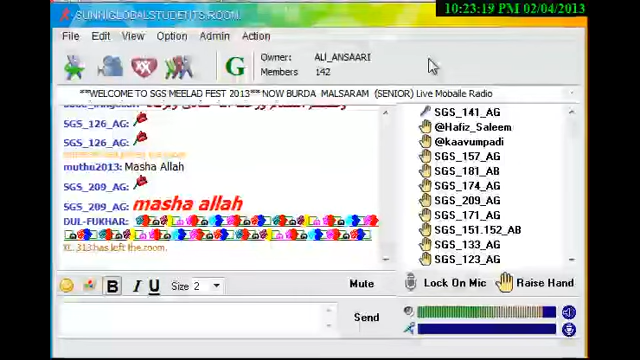 10:23:19 PM 02/04/2013
SUNNIGLOBALSTUDENTS ROOM
File Edit View Option Admin Action
Owner: ALI_ANSAARI
Members 142
G
**WELCOME TO SGS MEELAD FEST 2013** NOW BURDA MALSARAM (SENIOR) Live Mobaile Radio
SGS_126_AG:
SGS_126_AG:
muthu2013: Masha Allah
SGS_209_AG:
SGS_209_AG: masha allah
DUL-FUKHAR:
313 has left the room.
SGS_141_AG
@Hafiz_Saleem
@kaavumpadi
SGS_157_AG
SGS_181_AB
SGS_174_AG
SGS_209_AG
SGS_171_AG
SGS_151.152_AB
SGS_133_AG
SGS_123_AG
B I U Size 2
Mute
Lock On Mic
Raise Hand
Send